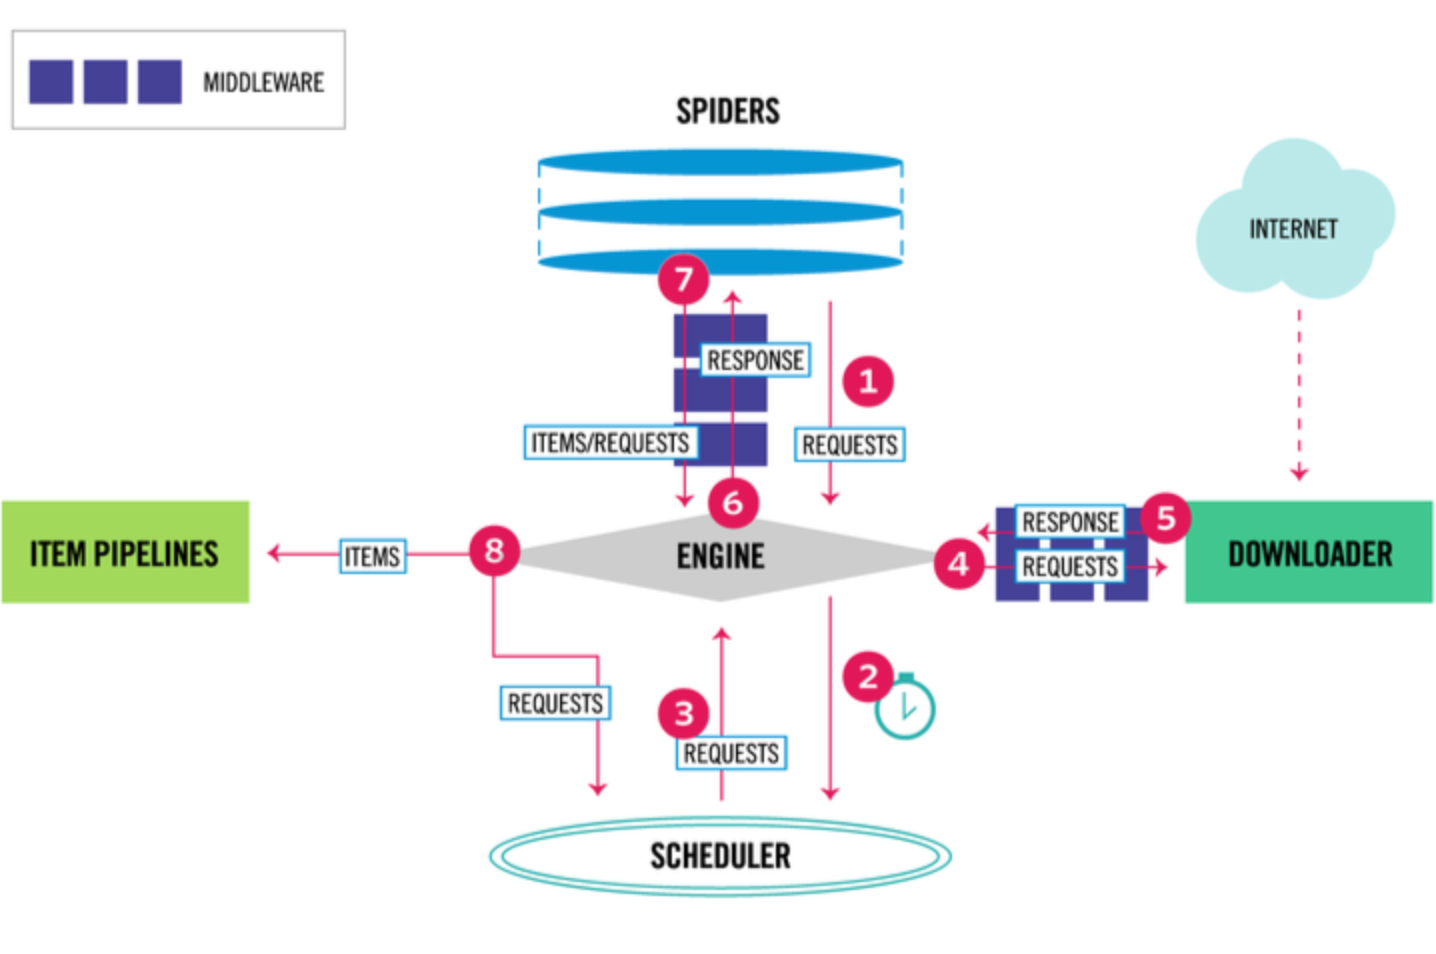 MIDDLEWARE
SPIDERS
INTERNET
7
RESPONSE
1
ITEMS/REQUESTS
REQUESTS
6
5
RESPONSE
8
ITEM PIPELINES
ITEMS
ENGINE
4
REQUESTS
DOWNLOADER
2
REQUESTS
3
REQUESTS
SCHEDULER